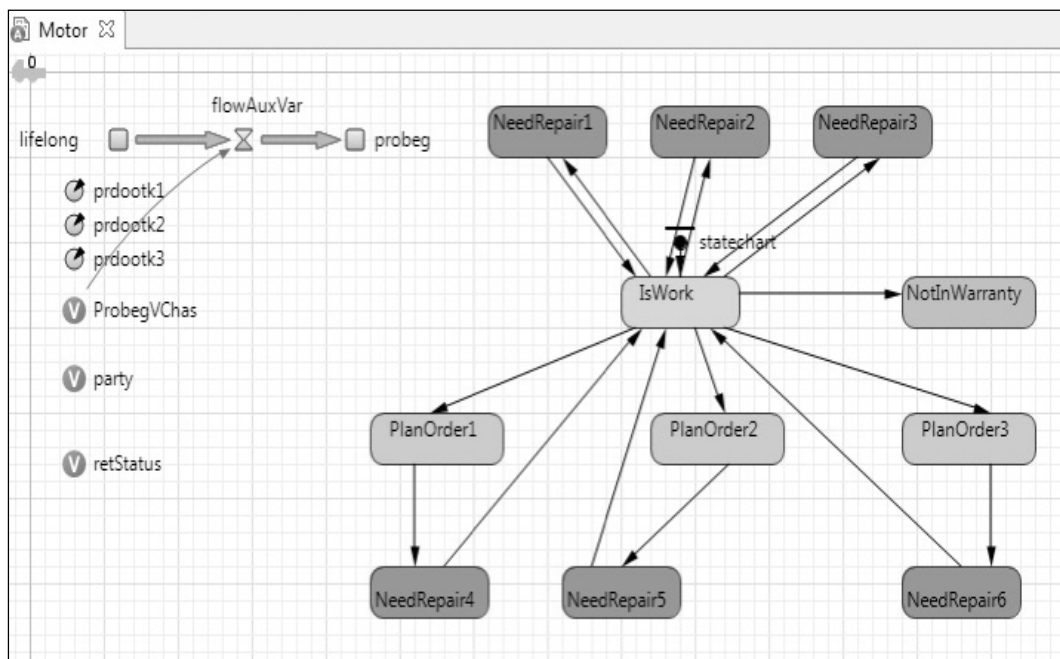 Motor
0
flowAuxVar
lifelong
probeg
NeedRepair1
NeedRepair2
NeedRepair3
prdootk1
prdootk2
prdootk3
statechart
IsWork
NotInWarranty
V ProbegVChas
V party
PlanOrder1
PlanOrder2
PlanOrder3
V retStatus
NeedRepair4
NeedRepair5
NeedRepair6